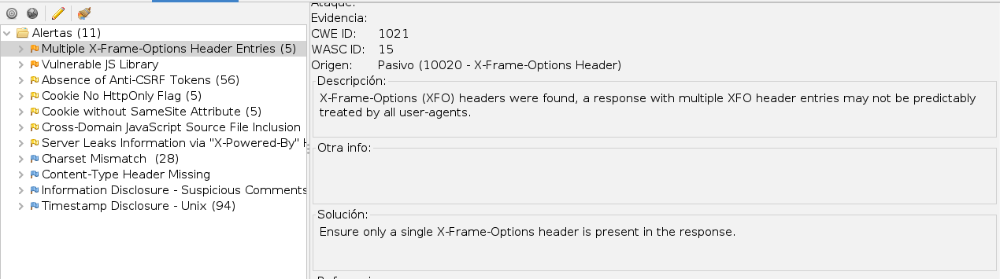 Alertas (11)
Multiple X-Frame-Options Header Entries (5)
Vulnerable JS Library
Absence of Anti-CSRF Tokens (56)
Cookie No HttpOnly Flag (5)
Cookie without SameSite Attribute (5)
Cross-Domain JavaScript Source File Inclusion
Server Leaks Information via "X-Powered-By"
Charset Mismatch (28)
Content-Type Header Missing
Information Disclosure - Suspicious Comments
Timestamp Disclosure - Unix (94)
Ataque:
Evidencia:
CWE ID: 1021
WASC ID: 15
Origen: Pasivo (10020 - X-Frame-Options Header)
Descripción:
X-Frame-Options (XFO) headers were found, a response with multiple XFO header entries may not be predictably
treated by all user-agents.
Otra info:
Solución:
Ensure only a single X-Frame-Options header is present in the response.